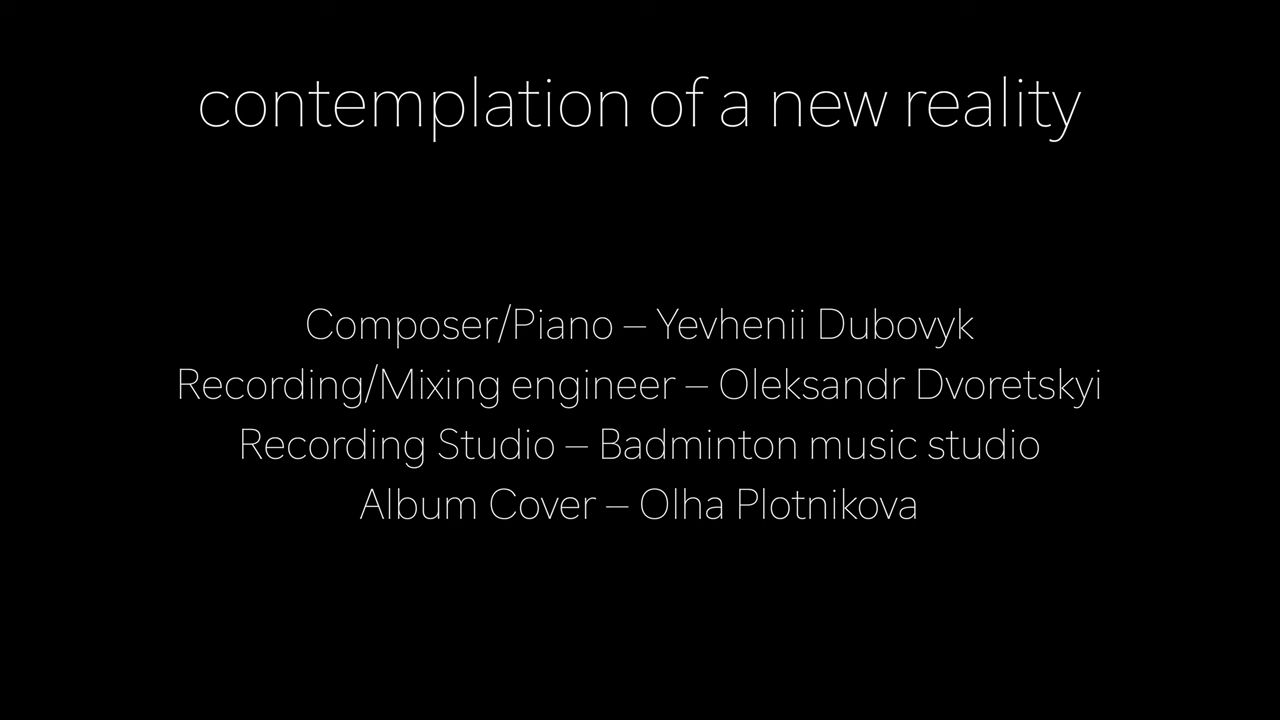 contemplation of a new reality
Composer/Piano – Yevhenii Dubovyk
Recording/Mixing engineer – Oleksandr Dvoretskyi
Recording Studio – Badminton music studio
Album Cover – Olha Plotnikova